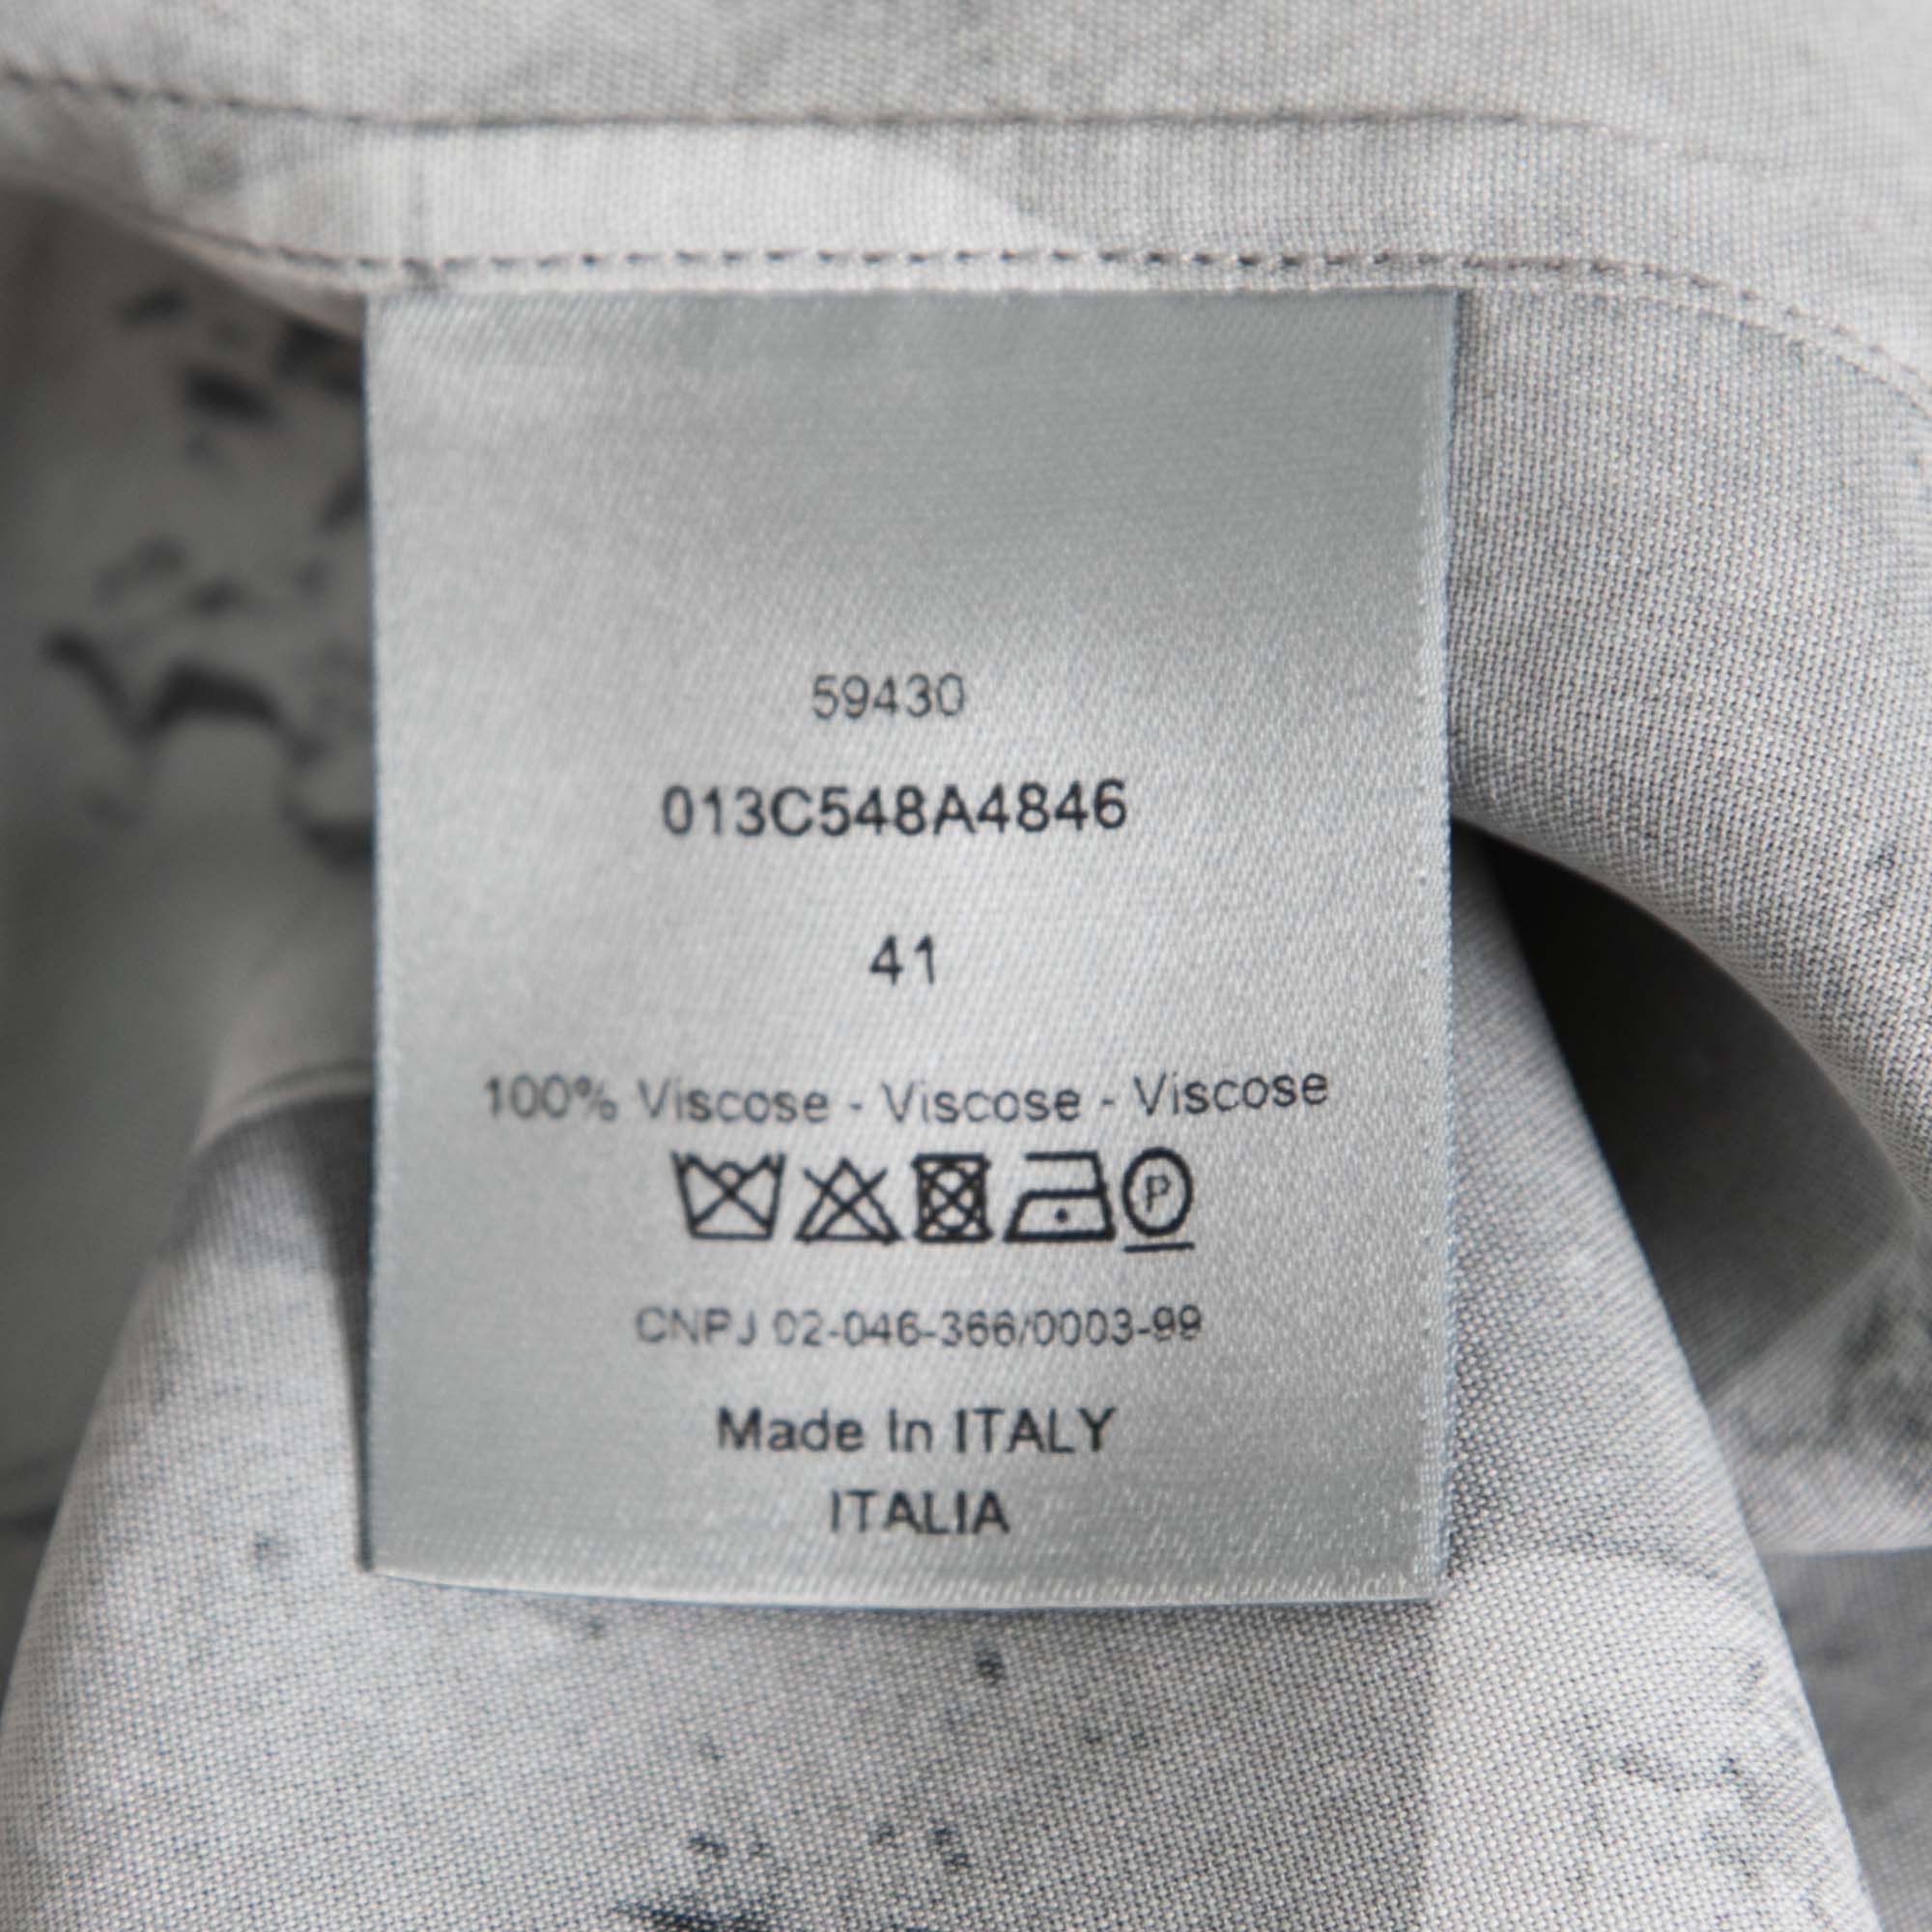 59430
013C548A4846
41
100% Viscose - Viscose - Viscose
P
CNPJ 02-046-366/0003-99
Made In ITALY
ITALIA